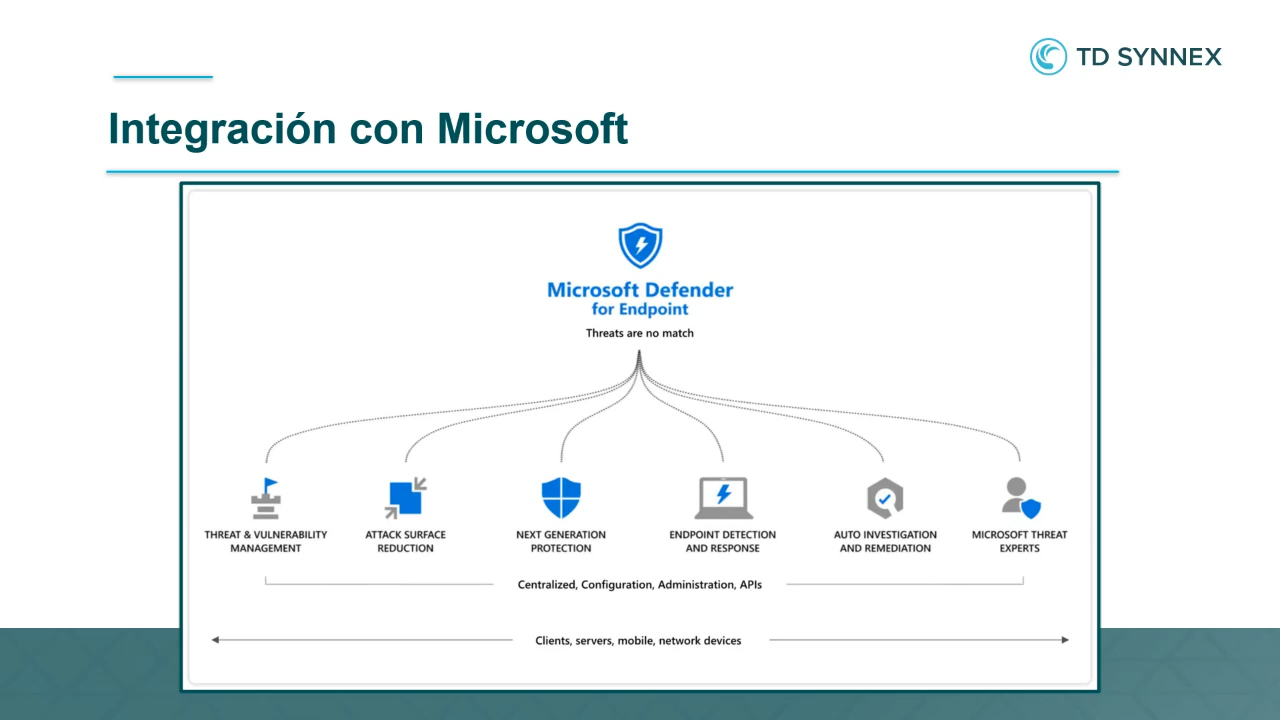 TD SYNNEX
Integración con Microsoft
Microsoft Defender
for Endpoint
Threats are no match
THREAT & VULNERABILITY
MANAGEMENT
ATTACK SURFACE
REDUCTION
NEXT GENERATION
PROTECTION
ENDPOINT DETECTION
AND RESPONSE
AUTO INVESTIGATION
AND REMEDIATION
MICROSOFT THREAT
EXPERTS
Centralized, Configuration, Administration, APIs
Clients, servers, mobile, network devices